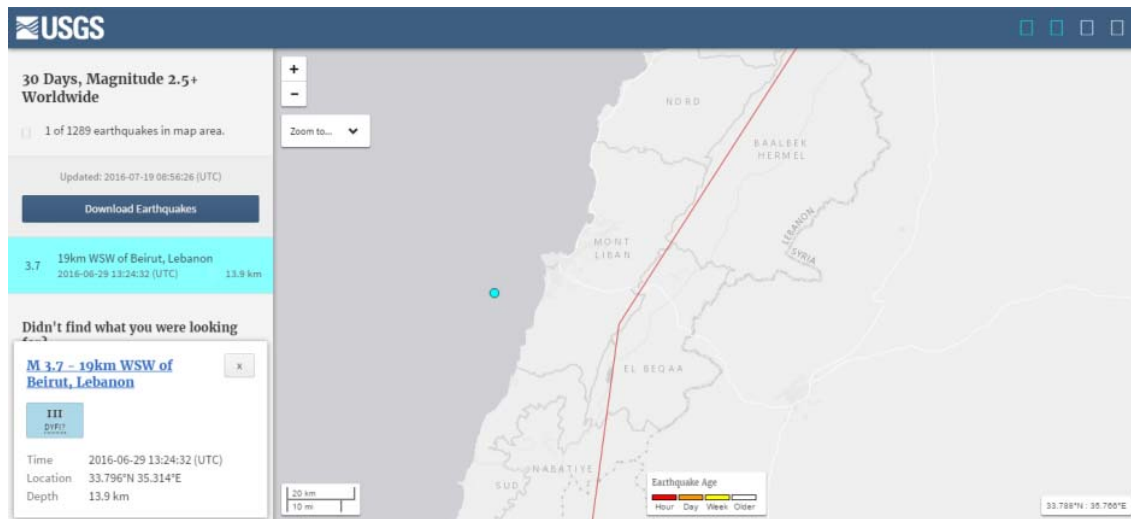 USGS
30 Days, Magnitude 2.5+
Worldwide
1 of 1289 earthquakes in map area.
Updated: 2016-07-19 08:56:26 (UTC)
Download Earthquakes
3.7
19km WSW of Beirut, Lebanon
2016-06-29 13:24:32 (UTC)
13.9 km
Didn't find what you were looking
M 3.7 - 19km WSW of
Beirut, Lebanon
x
III
DYFI?
Time 2016-06-29 13:24:32 (UTC)
Location 33.796°N 35.314°E
Depth 13.9 km
+
−
Zoom to...
NORD
BAALBEK
HERMEL
LEBANON
SYRIA
MONT
LIBAN
EL BEQAA
NABATIYE
SUD
20 km
10 mi
Earthquake Age
Hour Day Week Older
33.788°N : 36.766°E